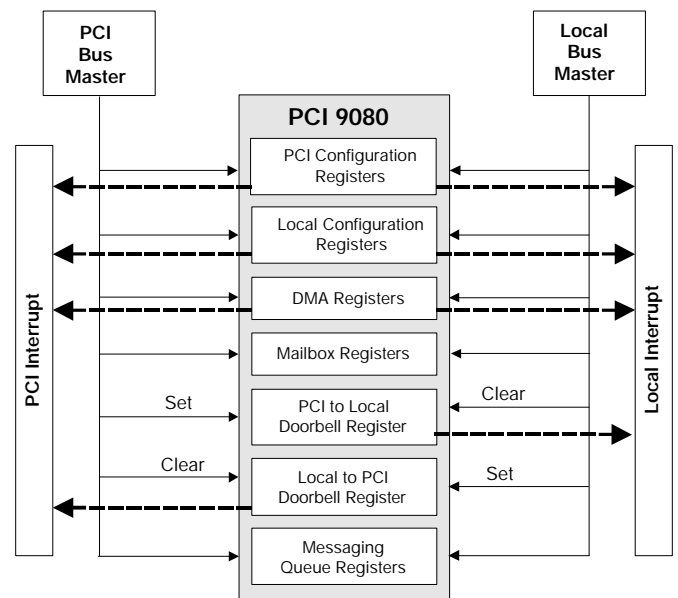 PCI
Bus
Master
Local
Bus
Master
PCI 9080
PCI Configuration
Registers
Local Configuration
Registers
DMA Registers
Mailbox Registers
Set
PCI to Local
Doorbell Register
Clear
Clear
Local to PCI
Doorbell Register
Set
Messaging
Queue Registers
PCI Interrupt
Local Interrupt